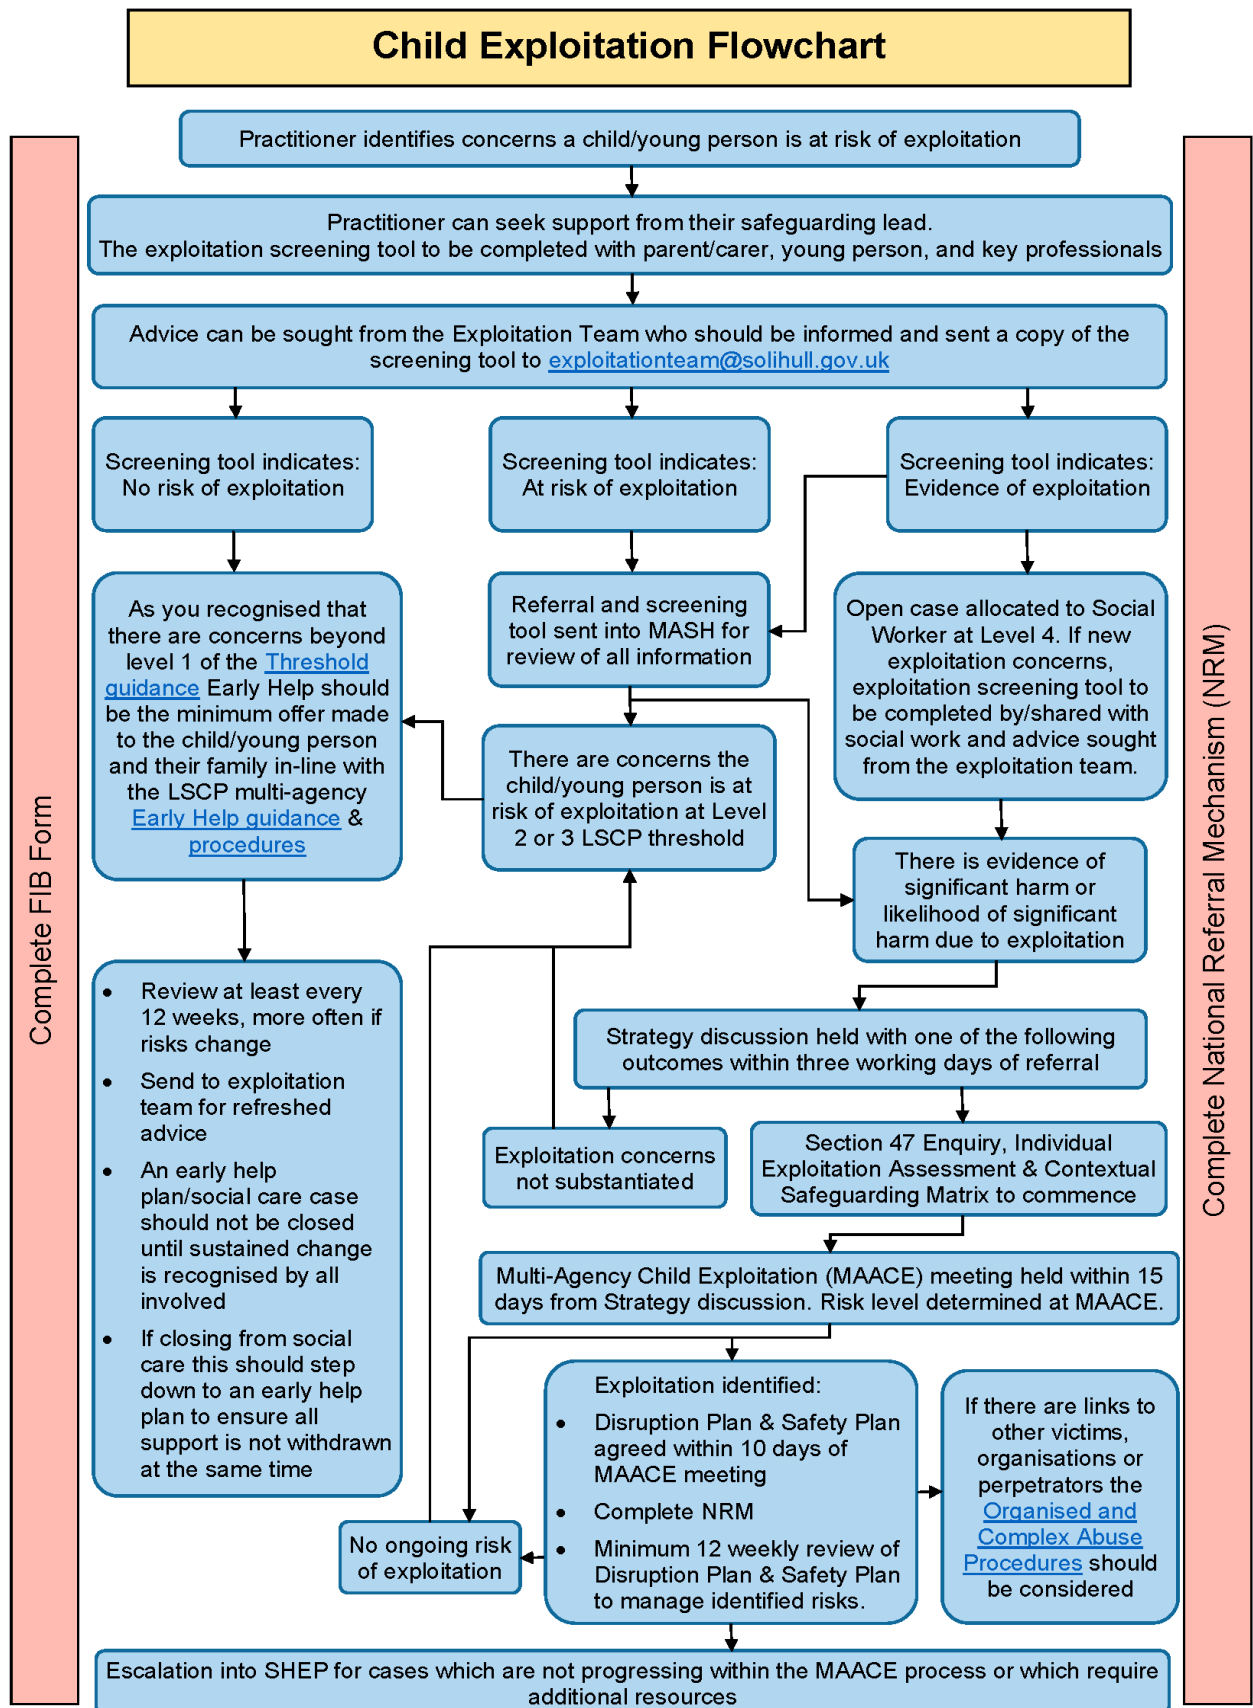 Child Exploitation Flowchart
Complete FIB Form
Complete National Referral Mechanism (NRM)
Practitioner identifies concerns a child/young person is at risk of exploitation
Practitioner can seek support from their safeguarding lead.
The exploitation screening tool to be completed with parent/carer, young person, and key professionals
Advice can be sought from the Exploitation Team who should be informed and sent a copy of the
screening tool to exploitationteam@solihull.gov.uk
Screening tool indicates:
No risk of exploitation
Screening tool indicates:
At risk of exploitation
Screening tool indicates:
Evidence of exploitation
As you recognised that
there are concerns beyond
level 1 of the Threshold
guidance Early Help should
be the minimum offer made
to the child/young person
and their family in-line with
the LSCP multi-agency
Early Help guidance &
procedures
Referral and screening
tool sent into MASH for
review of all information
Open case allocated to Social
Worker at Level 4. If new
exploitation concerns,
exploitation screening tool to
be completed by/shared with
social work and advice sought
from the exploitation team.
There are concerns the
child/young person is at
risk of exploitation at Level
2 or 3 LSCP threshold
There is evidence of
significant harm or
likelihood of significant
harm due to exploitation
• Review at least every
12 weeks, more often if
risks change
• Send to exploitation
team for refreshed
advice
• An early help
plan/social care case
should not be closed
until sustained change
is recognised by all
involved
• If closing from social
care this should step
down to an early help
plan to ensure all
support is not withdrawn
at the same time
Strategy discussion held with one of the following
outcomes within three working days of referral
Exploitation concerns
not substantiated
Section 47 Enquiry, Individual
Exploitation Assessment & Contextual
Safeguarding Matrix to commence
Multi-Agency Child Exploitation (MAACE) meeting held within 15
days from Strategy discussion. Risk level determined at MAACE.
No ongoing risk
of exploitation
Exploitation identified:
• Disruption Plan & Safety Plan
agreed within 10 days of
MAACE meeting
• Complete NRM
• Minimum 12 weekly review of
Disruption Plan & Safety Plan
to manage identified risks.
If there are links to
other victims,
organisations or
perpetrators the
Organised and
Complex Abuse
Procedures should
be considered
Escalation into SHEP for cases which are not progressing within the MAACE process or which require
additional resources